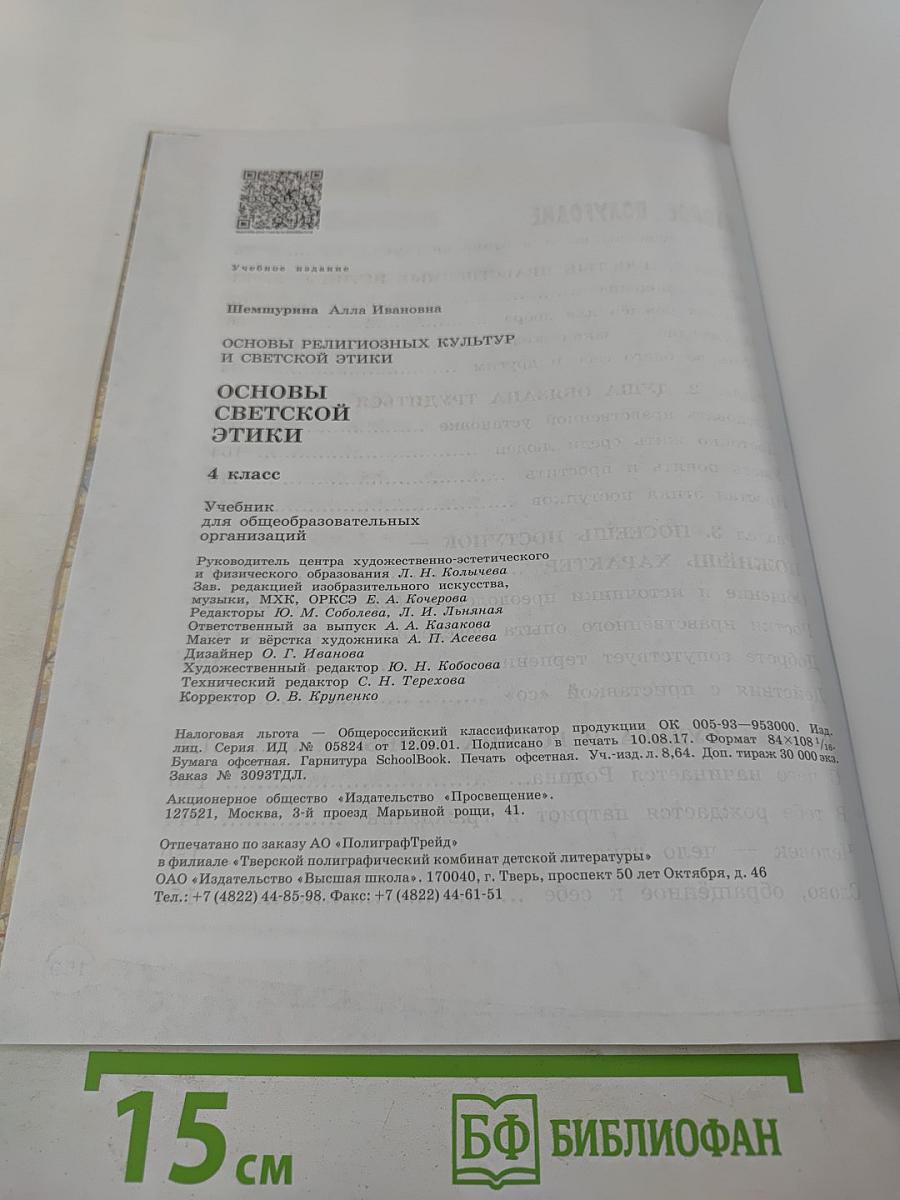 Учебное издание
Шемшурина Алла Ивановна
ОСНОВЫ РЕЛИГИОЗНЫХ КУЛЬТУР
И СВЕТСКОЙ ЭТИКИ
ОСНОВЫ
СВЕТСКОЙ
ЭТИКИ
4 класс
Учебник
для общеобразовательных
организаций
Руководитель центра художественно-эстетического
и физического образования Л. Н. Колычева
Зав. редакцией изобразительного искусства,
музыки, МХК, ОРКСЭ Е. А. Кочерова
Редакторы Ю. М. Соболева, Л. И. Льняная
Ответственный за выпуск А. А. Казакова
Макет и вёрстка художника А. П. Асеева
Дизайнер О. Г. Иванова
Художественный редактор Ю. Н. Кобосова
Технический редактор С. Н. Терехова
Корректор О. В. Крупенко
Налоговая льгота — Общероссийский классификатор продукции ОК 005-93—953000. Изд.
лиц. Серия ИД № 05824 от 12.09.01. Подписано в печать 10.08.17. Формат 84×108 1/16.
Бумага офсетная. Гарнитура SchoolBook. Печать офсетная. Уч.-изд. л. 8,64. Доп. тираж 30 000 экз.
Заказ № 3093ТДЛ.
Акционерное общество «Издательство «Просвещение».
127521, Москва, 3-й проезд Марьиной рощи, 41.
Отпечатано по заказу АО «ПолиграфТрейд»
в филиале «Тверской полиграфический комбинат детской литературы»
ОАО «Издательство «Высшая школа». 170040, г. Тверь, проспект 50 лет Октября, д. 46
Тел.: +7 (4822) 44-85-98. Факс: +7 (4822) 44-61-51
15 см
БФ БИБЛИОФАН